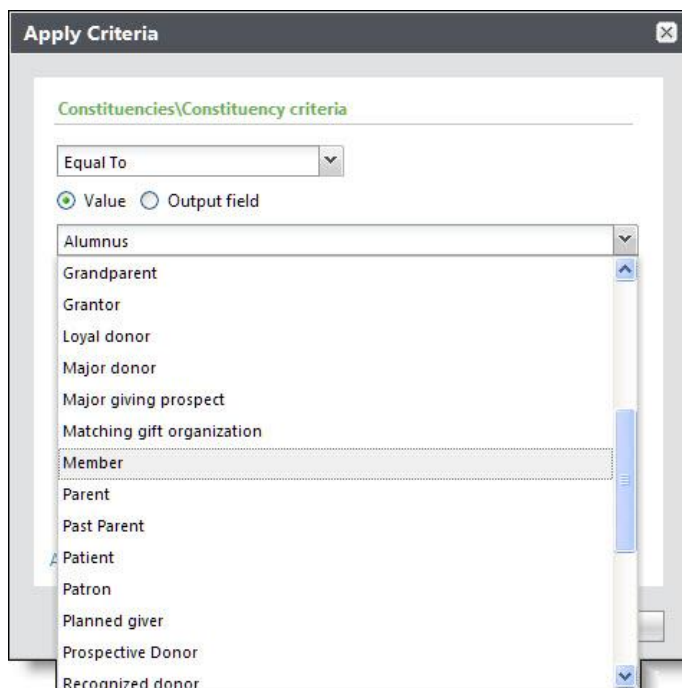 Apply Criteria
Constituencies\Constituency criteria
Equal To
Value Output field
Alumnus
Grandparent
Grantor
Loyal donor
Major donor
Major giving prospect
Matching gift organization
Member
Parent
Past Parent
Patient
Patron
Planned giver
Prospective Donor
Recognized donor